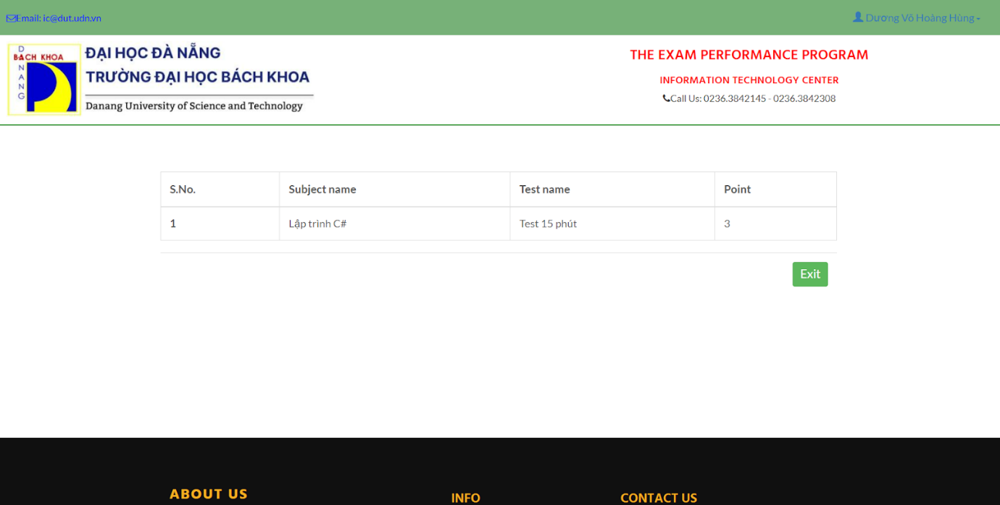 Email: ic@dut.udn.vn
Dương Võ Hoàng Hùng
DANANG
BÁCH KHOA
ĐẠI HỌC ĐÀ NẴNG
TRƯỜNG ĐẠI HỌC BÁCH KHOA
Danang University of Science and Technology
THE EXAM PERFORMANCE PROGRAM
INFORMATION TECHNOLOGY CENTER
Call Us: 0236.3842145 - 0236.3842308
S.No. Subject name Test name Point
1 Lập trình C# Test 15 phút 3
Exit
ABOUT US INFO CONTACT US